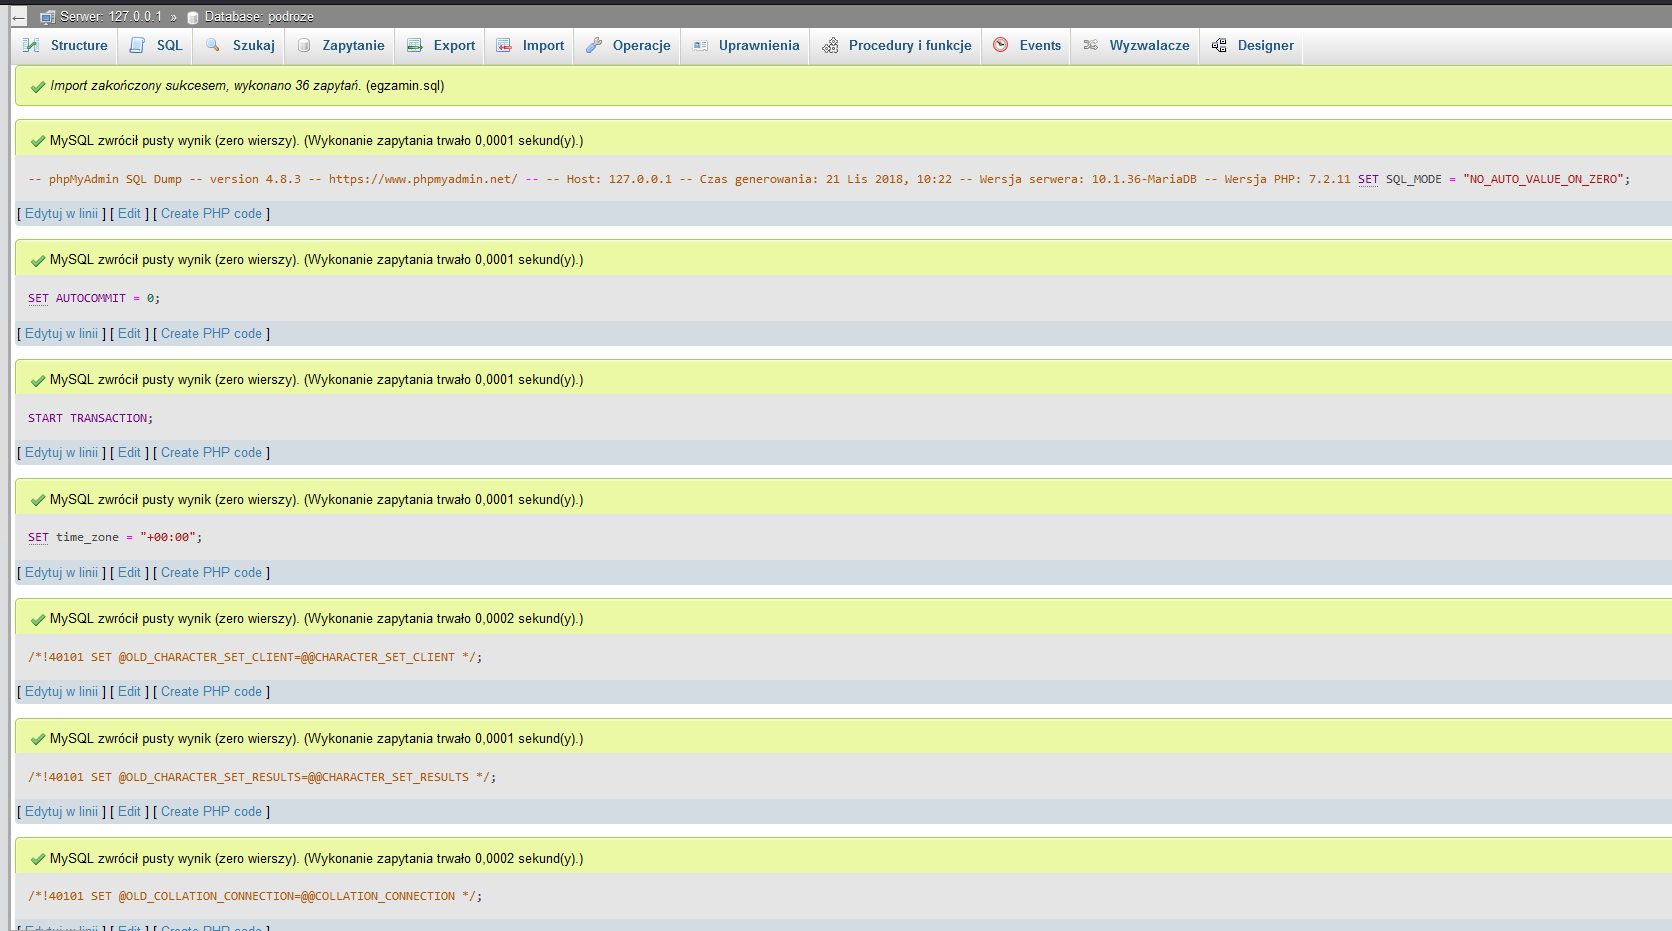 ← Serwer: 127.0.0.1 » Database: podroze
Structure SQL Szukaj Zapytanie Export Import Operacje Uprawnienia Procedury i funkcje Events Wyzwalacze Designer
Import zakończony sukcesem, wykonano 36 zapytań. (egzamin.sql)
MySQL zwrócił pusty wynik (zero wierszy). (Wykonanie zapytania trwało 0,0001 sekund(y).)
-- phpMyAdmin SQL Dump -- version 4.8.3 -- https://www.phpmyadmin.net/ -- -- Host: 127.0.0.1 -- Czas generowania: 21 Lis 2018, 10:22 -- Wersja serwera: 10.1.36-MariaDB -- Wersja PHP: 7.2.11 SET SQL_MODE = "NO_AUTO_VALUE_ON_ZERO";
[ Edytuj w linii ] [ Edit ] [ Create PHP code ]
MySQL zwrócił pusty wynik (zero wierszy). (Wykonanie zapytania trwało 0,0001 sekund(y).)
SET AUTOCOMMIT = 0;
[ Edytuj w linii ] [ Edit ] [ Create PHP code ]
MySQL zwrócił pusty wynik (zero wierszy). (Wykonanie zapytania trwało 0,0001 sekund(y).)
START TRANSACTION;
[ Edytuj w linii ] [ Edit ] [ Create PHP code ]
MySQL zwrócił pusty wynik (zero wierszy). (Wykonanie zapytania trwało 0,0001 sekund(y).)
SET time_zone = "+00:00";
[ Edytuj w linii ] [ Edit ] [ Create PHP code ]
MySQL zwrócił pusty wynik (zero wierszy). (Wykonanie zapytania trwało 0,0002 sekund(y).)
/*!40101 SET @OLD_CHARACTER_SET_CLIENT=@@CHARACTER_SET_CLIENT */;
[ Edytuj w linii ] [ Edit ] [ Create PHP code ]
MySQL zwrócił pusty wynik (zero wierszy). (Wykonanie zapytania trwało 0,0001 sekund(y).)
/*!40101 SET @OLD_CHARACTER_SET_RESULTS=@@CHARACTER_SET_RESULTS */;
[ Edytuj w linii ] [ Edit ] [ Create PHP code ]
MySQL zwrócił pusty wynik (zero wierszy). (Wykonanie zapytania trwało 0,0002 sekund(y).)
/*!40101 SET @OLD_COLLATION_CONNECTION=@@COLLATION_CONNECTION */;
[ Edytuj w linii ] [ Edit ] [ Create PHP code ]